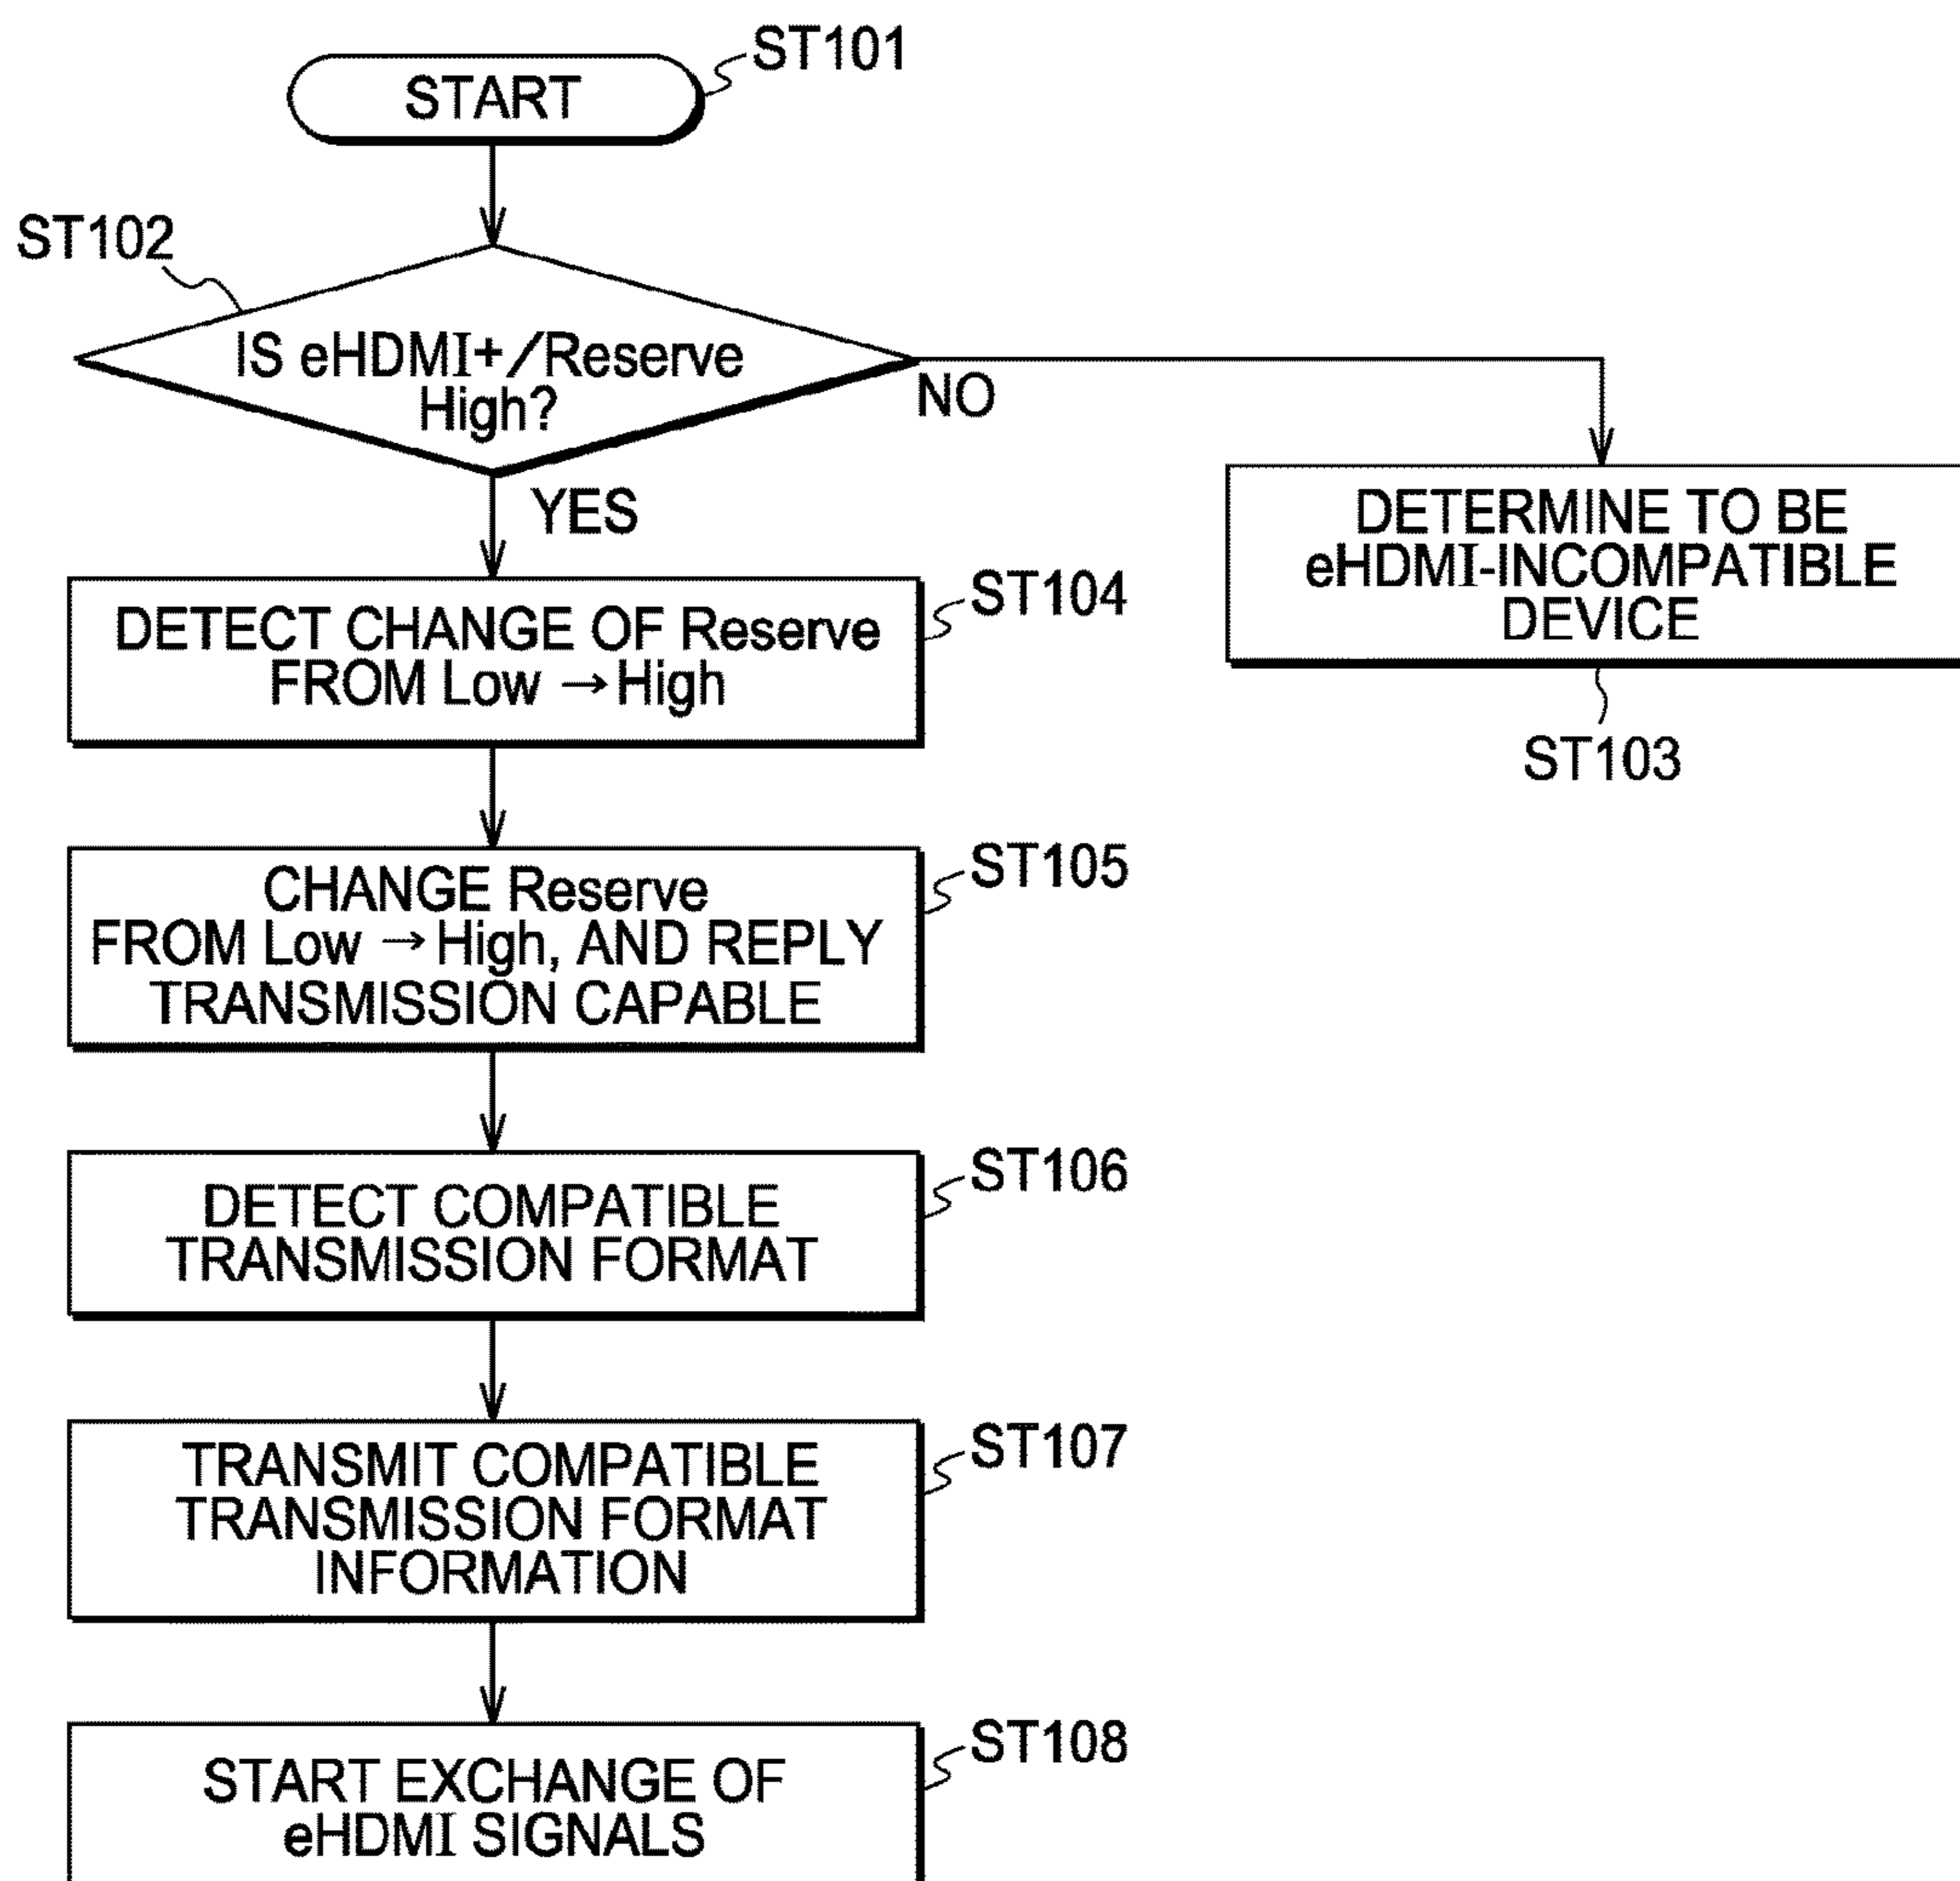 START
ST101
ST102
IS eHDMI+/Reserve
High?
NO
YES
DETERMINE TO BE
eHDMI-INCOMPATIBLE
DEVICE
ST103
DETECT CHANGE OF Reserve
FROM Low → High
ST104
CHANGE Reserve
FROM Low → High, AND REPLY
TRANSMISSION CAPABLE
ST105
DETECT COMPATIBLE
TRANSMISSION FORMAT
ST106
TRANSMIT COMPATIBLE
TRANSMISSION FORMAT
INFORMATION
ST107
START EXCHANGE OF
eHDMI SIGNALS
ST108